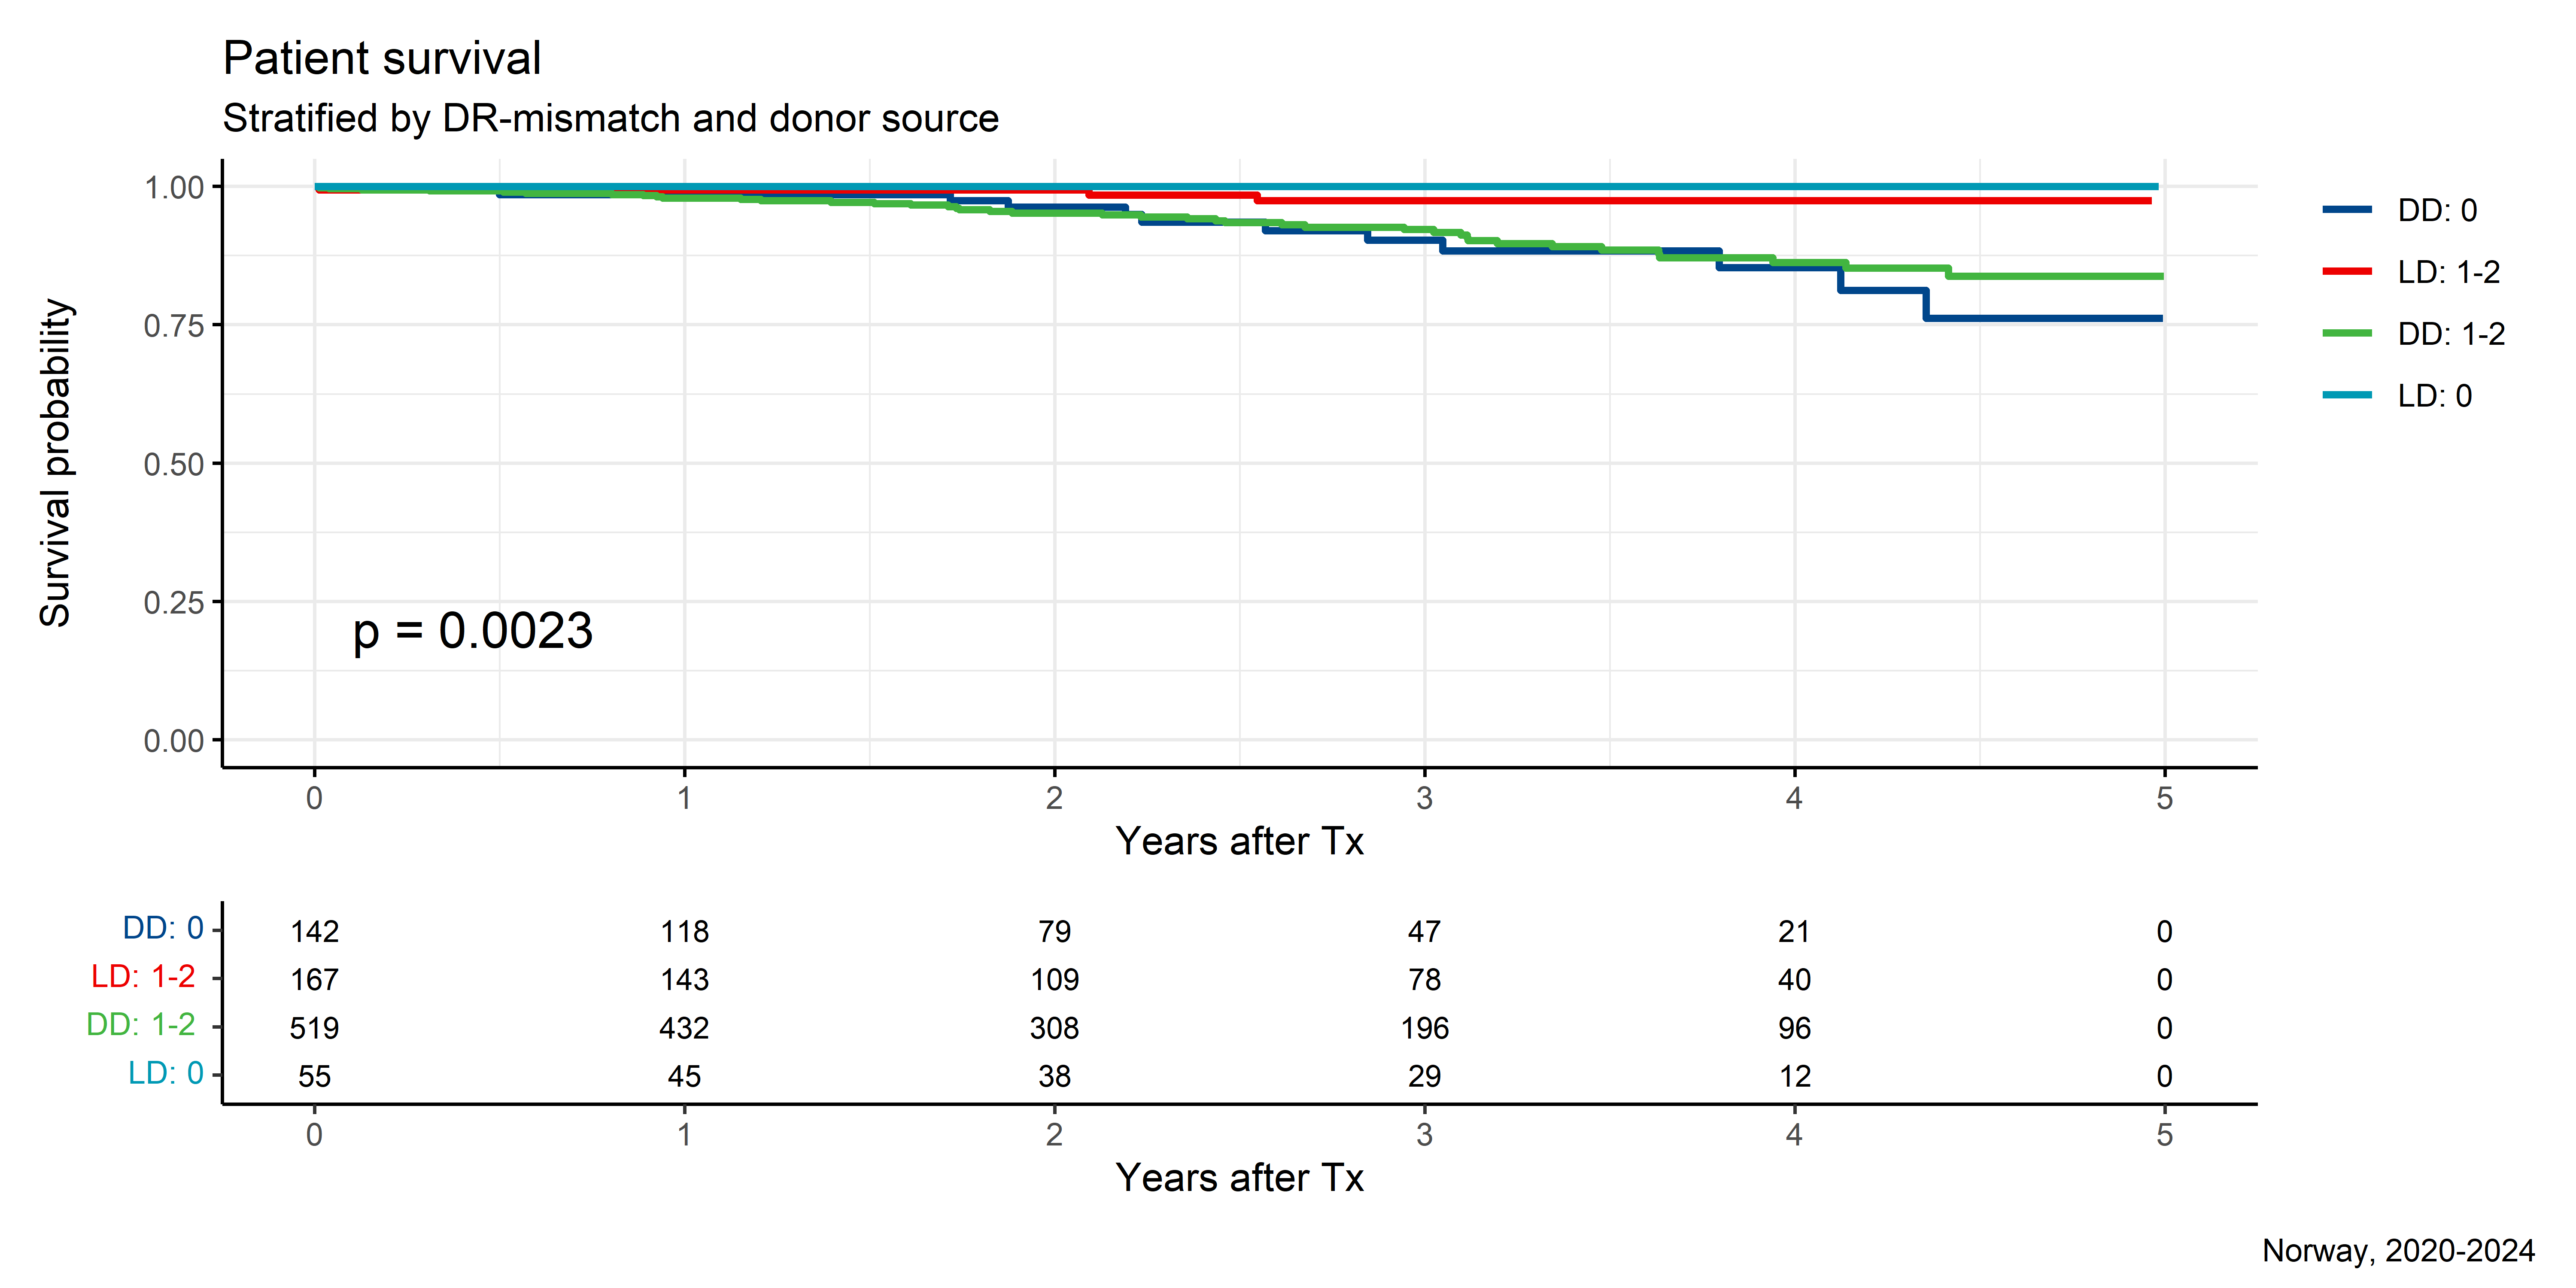 Patient survival
Stratified by DR-mismatch and donor source
Survival probability
1.00
0.75
0.50
0.25
0.00
p = 0.0023
0 1 2 3 4 5
Years after Tx
DD: 0
LD: 1-2
DD: 1-2
LD: 0
DD: 0 142 118 79 47 21 0
LD: 1-2 167 143 109 78 40 0
DD: 1-2 519 432 308 196 96 0
LD: 0 55 45 38 29 12 0
0 1 2 3 4 5
Years after Tx
Norway, 2020-2024